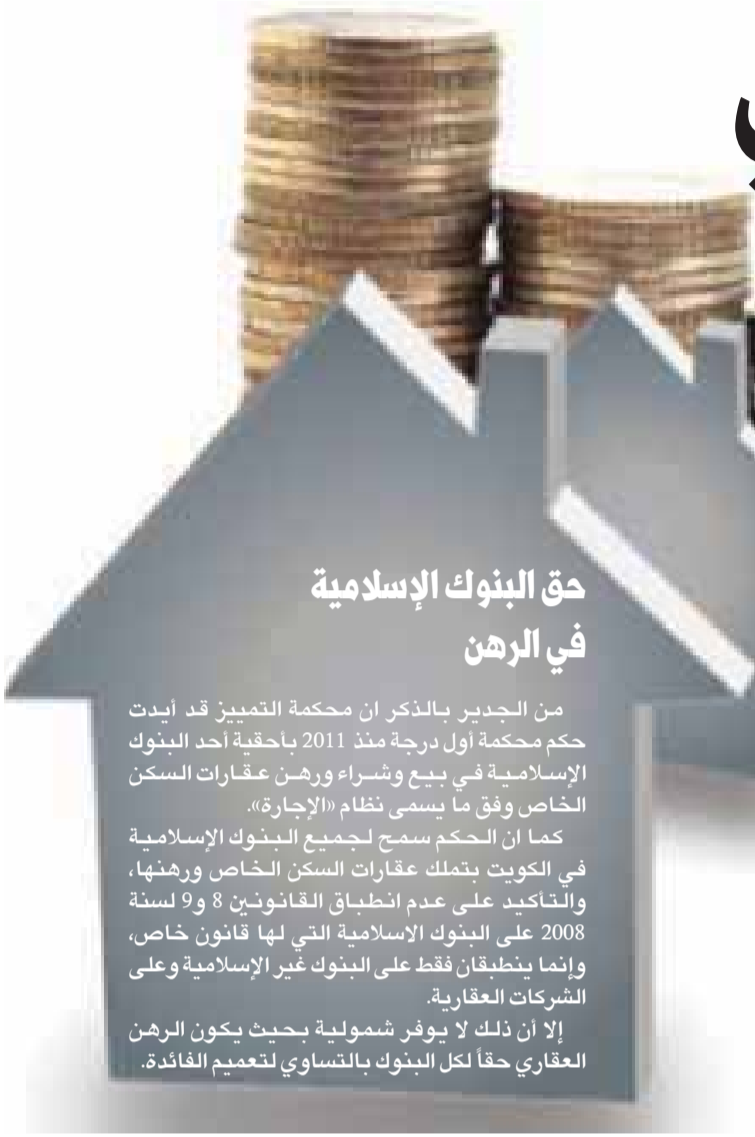 حق البنوك الإسلامية
في الرهن
من الجدير بالذكر ان محكمة التمييز قد أيدت
حكم محكمة أول درجة منذ 2011 بأحقية أحد البنوك
الإسلامية في بيع وشراء ورهن عقارات السكن
الخاص وفق ما يسمى نظام «الإجارة».
كما ان الحكم سمح لجميع البنوك الإسلامية
في الكويت بتملك عقارات السكن الخاص ورهنها،
والتأكيد على عدم انطباق القانونين 8 و9 لسنة
2008 على البنوك الاسلامية التي لها قانون خاص،
وإنما ينطبقان فقط على البنوك غير الإسلامية وعلى
الشركات العقارية.
إلا أن ذلك لا يوفر شمولية بحيث يكون الرهن
العقاري حقاً لكل البنوك بالتساوي لتعميم الفائدة.